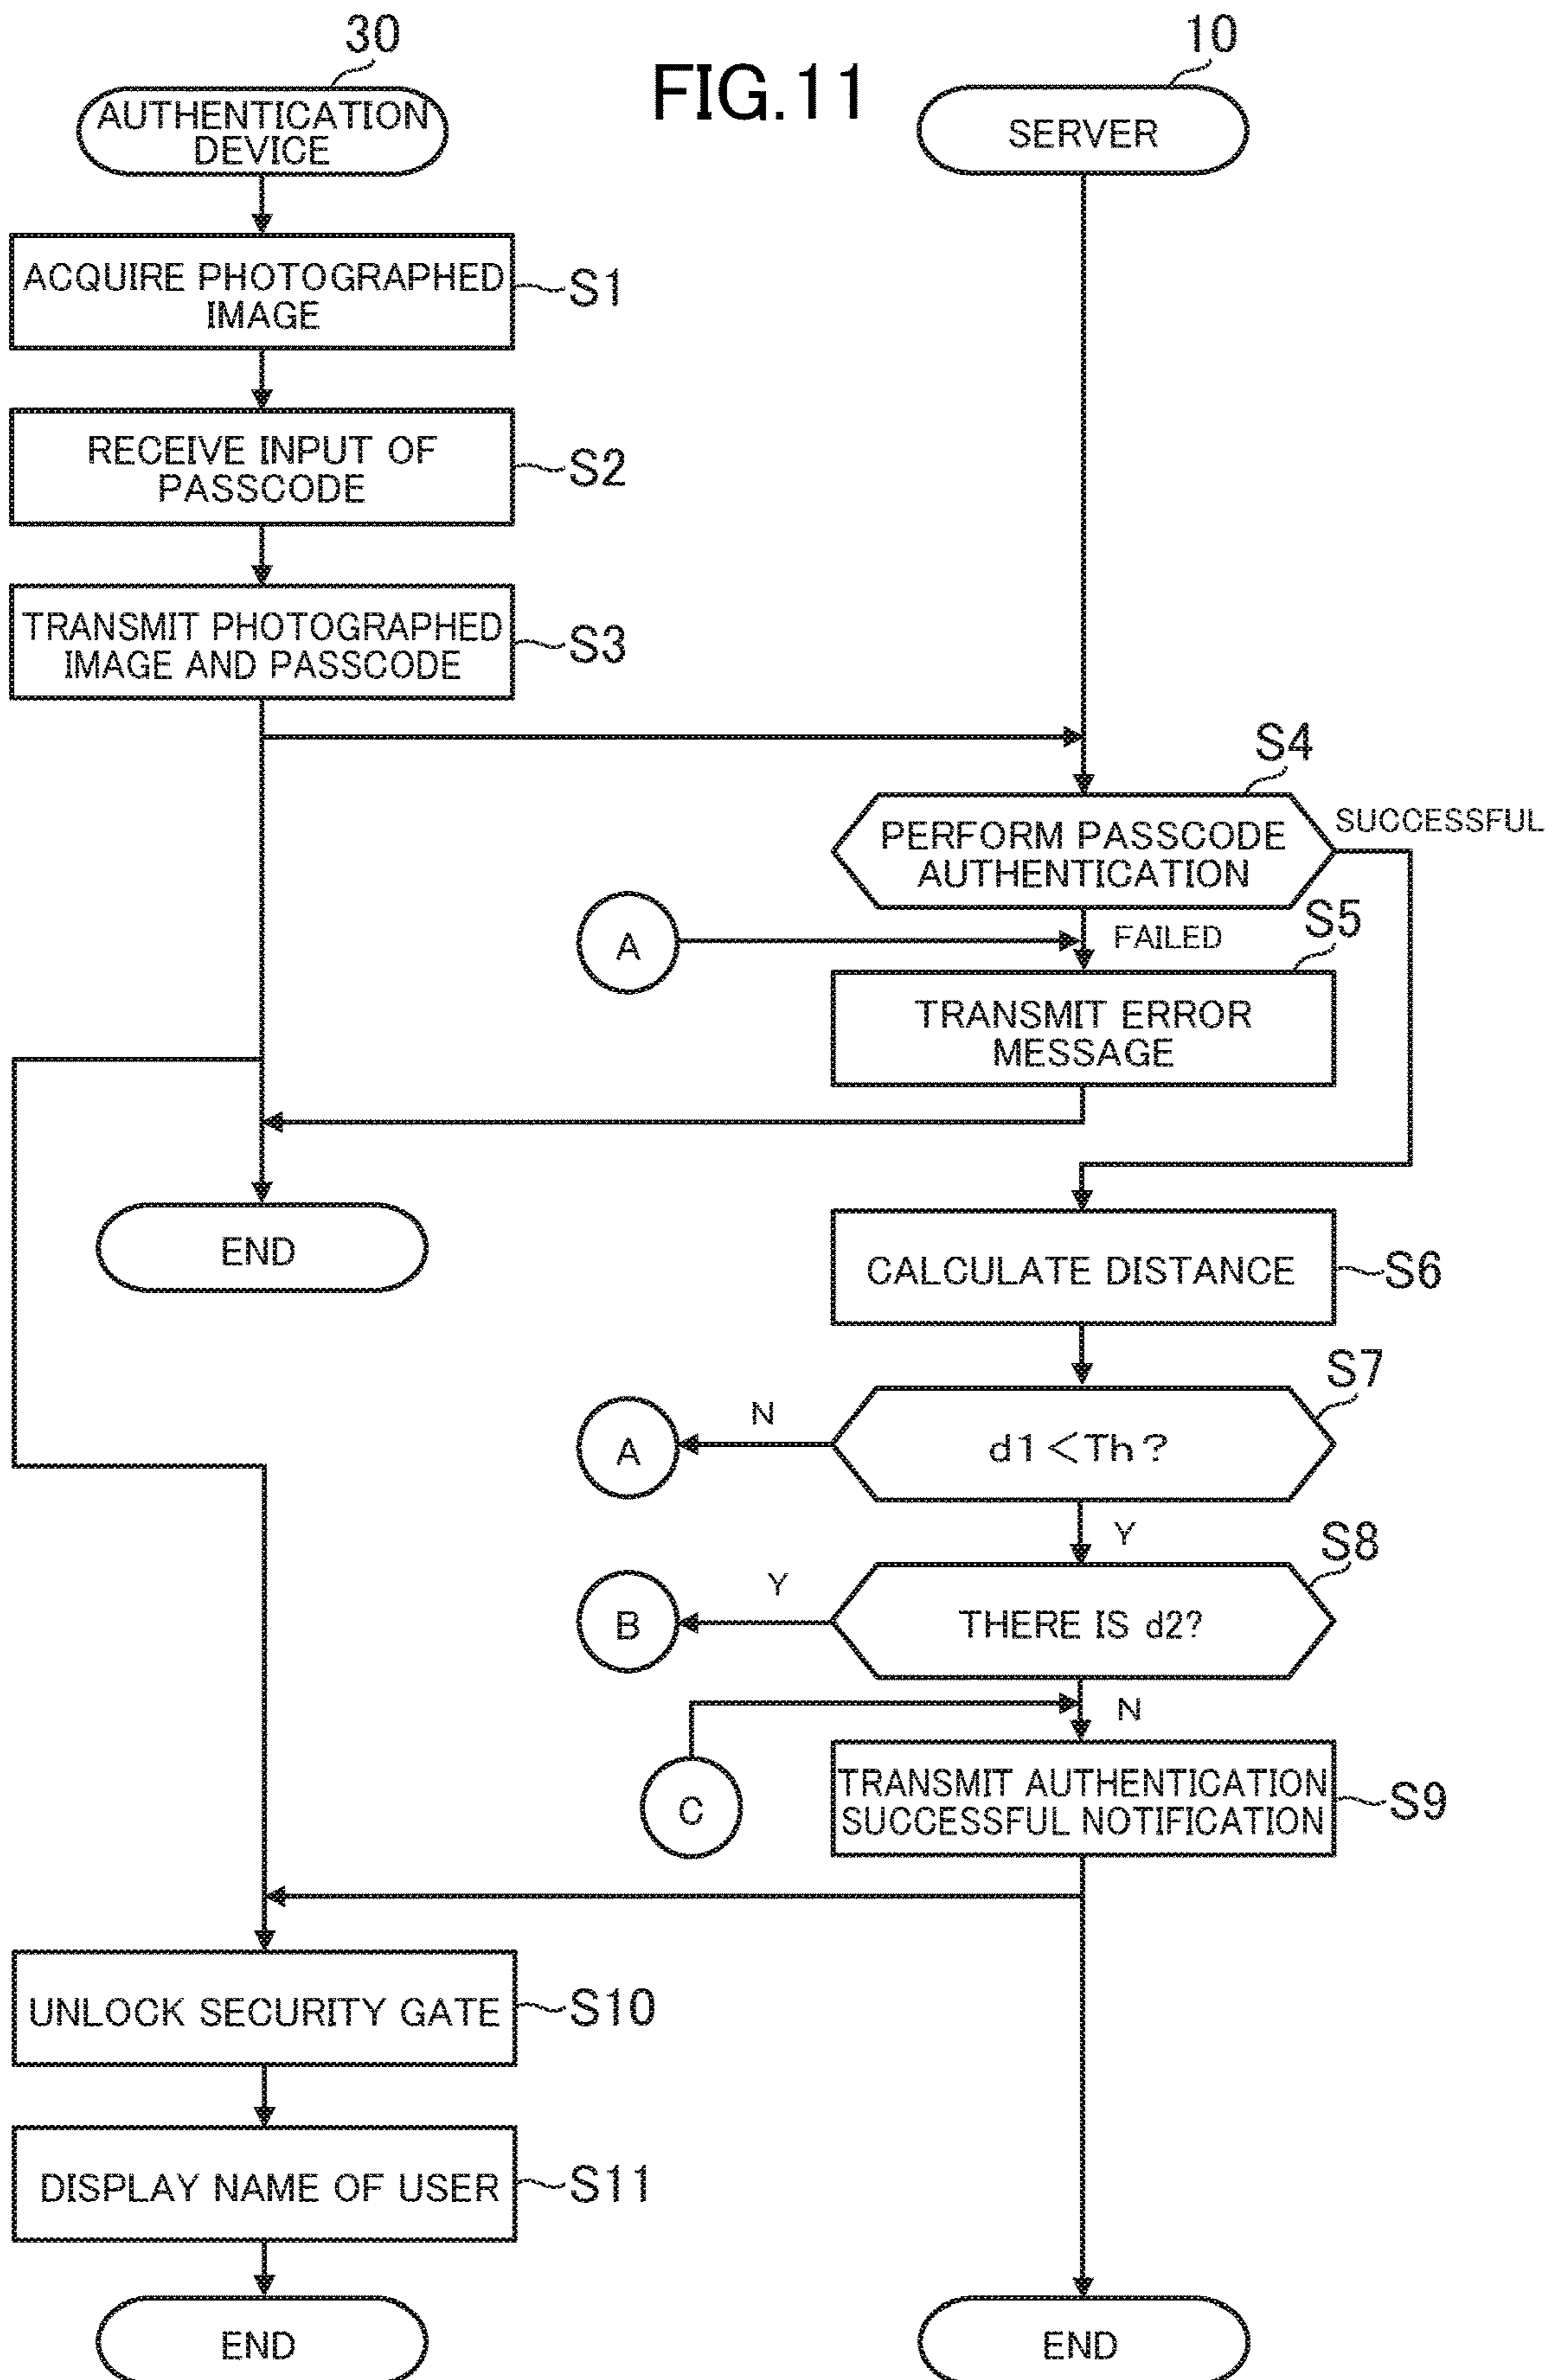 30
10
FIG.11
AUTHENTICATION
DEVICE
SERVER
ACQUIRE PHOTOGRAPHED
IMAGE
S1
RECEIVE INPUT OF
PASSCODE
S2
TRANSMIT PHOTOGRAPHED
IMAGE AND PASSCODE
S3
S4
PERFORM PASSCODE
AUTHENTICATION
SUCCESSFUL
A
FAILED
S5
TRANSMIT ERROR
MESSAGE
END
CALCULATE DISTANCE
S6
S7
A
N
d1<Th?
Y
S8
B
Y
THERE IS d2?
N
C
TRANSMIT AUTHENTICATION
SUCCESSFUL NOTIFICATION
S9
UNLOCK SECURITY GATE
S10
DISPLAY NAME OF USER
S11
END
END